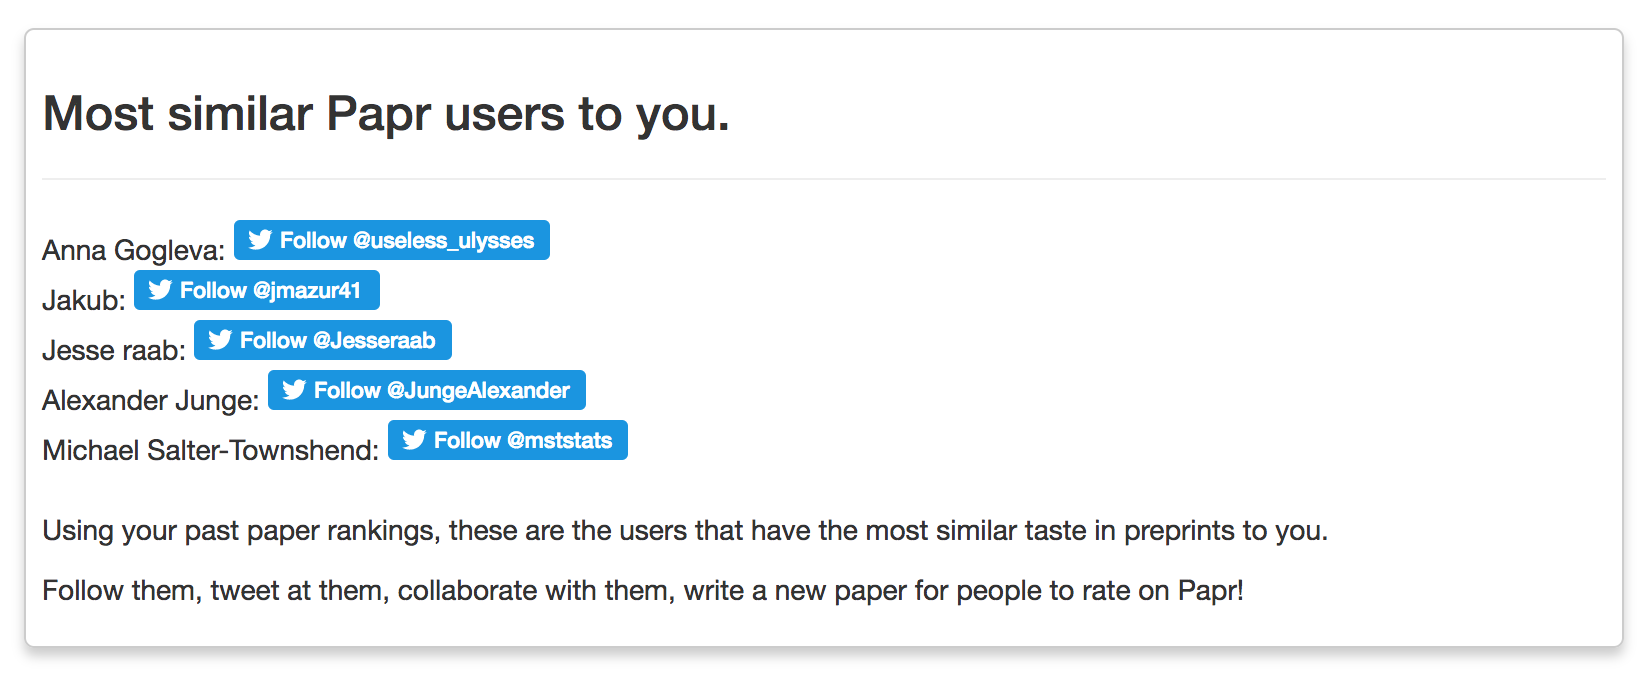 Most similar Papr users to you.
Anna Gogleva: Follow @useless_ulysses
Jakub: Follow @jmazur41
Jesse raab: Follow @Jesseraab
Alexander Junge: Follow @JungeAlexander
Michael Salter-Townshend: Follow @mststats
Using your past paper rankings, these are the users that have the most similar taste in preprints to you.
Follow them, tweet at them, collaborate with them, write a new paper for people to rate on Papr!